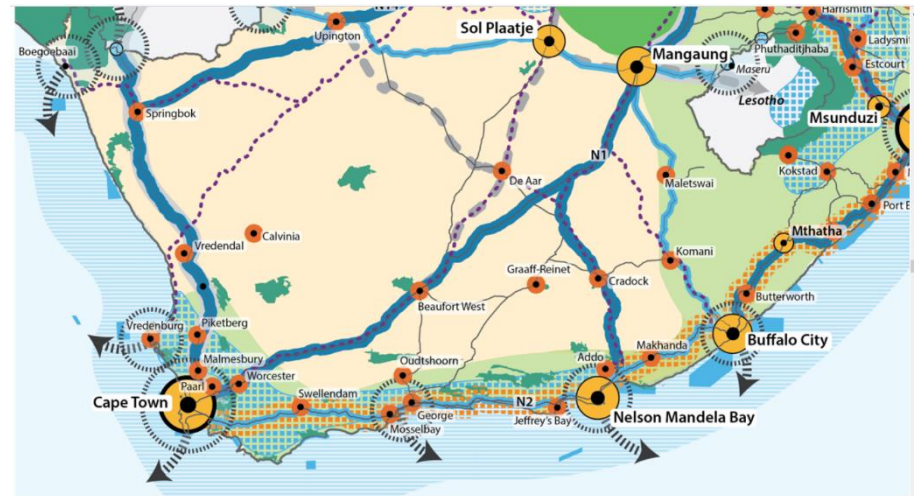 N14
Harrismith
Upington
Sol Plaatje
Ladysmi
Boegoebaai
Phuthaditjhaba
Mangaung
Maseru
Estcourt
Lesotho
Springbok
Msunduzi
N1
Kokstad
De Aar
Maletswai
Port E
Mthatha
Calvinia
Vredendal
Komani
Graaff-Reinet
Cradock
Beaufort West
Butterworth
Vredenburg
Piketberg
Buffalo City
Makhanda
Malmesbury
Oudtshoorn
Addo
Worcester
Paarl
Swellendam
Cape Town
N2
George
Jeffrey's Bay
Nelson Mandela Bay
Mosselbay